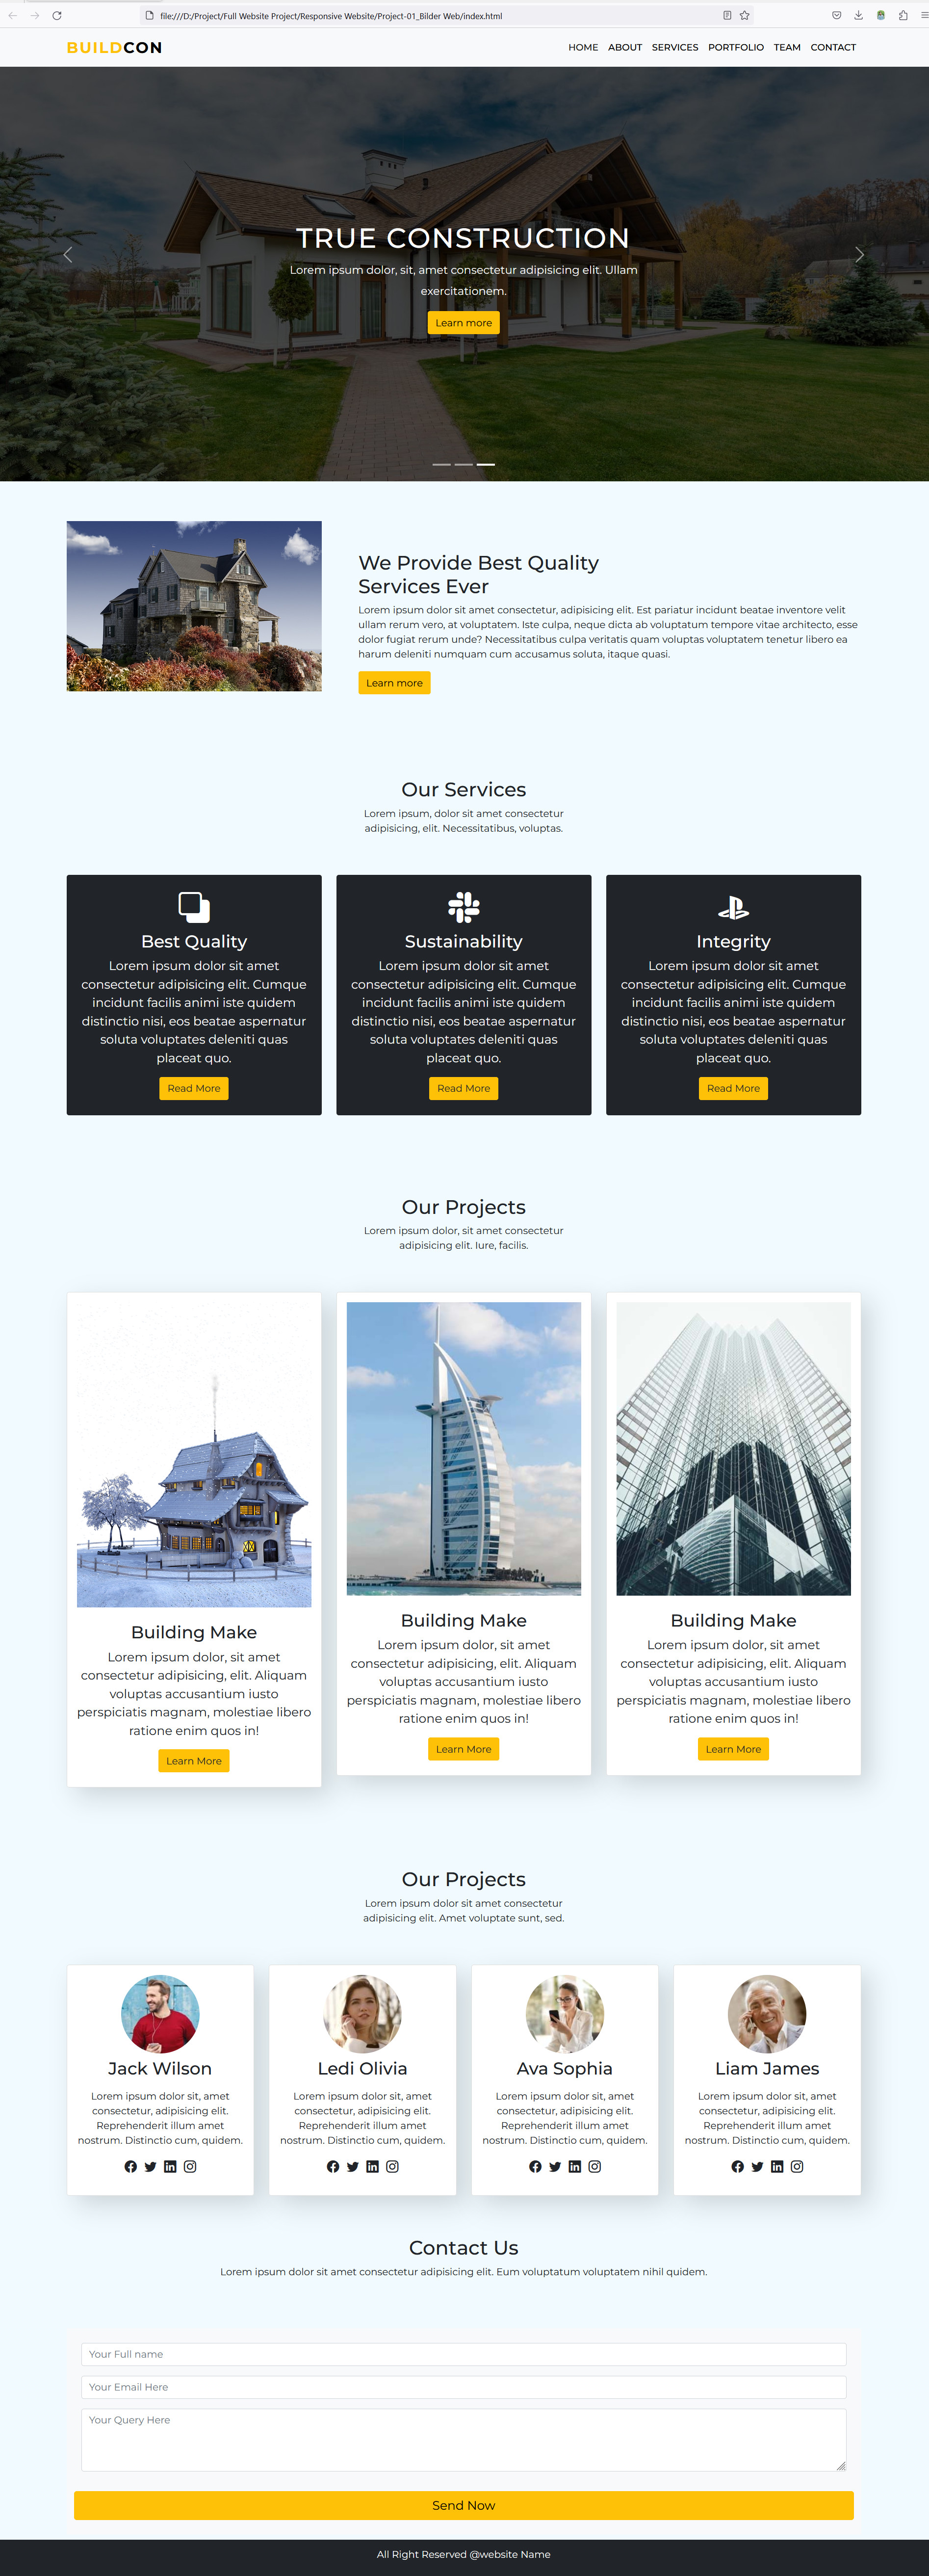 file:///D:/Project/Full Website Project/Responsive Website/Project-01_Bilder Web/index.html
BUILDCON
HOME ABOUT SERVICES PORTFOLIO TEAM CONTACT
TRUE CONSTRUCTION
Lorem ipsum dolor, sit, amet consectetur adipisicing elit. Ullam
exercitationem.
Learn more
We Provide Best Quality
Services Ever
Lorem ipsum dolor sit amet consectetur, adipisicing elit. Est pariatur incidunt beatae inventore velit
ullam rerum vero, at voluptatem. Iste culpa, neque dicta ab voluptatum tempore vitae architecto, esse
dolor fugiat rerum unde? Necessitatibus culpa veritatis quam voluptas voluptatem tenetur libero ea
harum deleniti numquam cum accusamus soluta, itaque quasi.
Learn more
Our Services
Lorem ipsum, dolor sit amet consectetur
adipisicing, elit. Necessitatibus, voluptas.
Best Quality
Lorem ipsum dolor sit amet
consectetur adipisicing elit. Cumque
incidunt facilis animi iste quidem
distinctio nisi, eos beatae aspernatur
soluta voluptates deleniti quas
placeat quo.
Read More
Sustainability
Lorem ipsum dolor sit amet
consectetur adipisicing elit. Cumque
incidunt facilis animi iste quidem
distinctio nisi, eos beatae aspernatur
soluta voluptates deleniti quas
placeat quo.
Read More
Integrity
Lorem ipsum dolor sit amet
consectetur adipisicing elit. Cumque
incidunt facilis animi iste quidem
distinctio nisi, eos beatae aspernatur
soluta voluptates deleniti quas
placeat quo.
Read More
Our Projects
Lorem ipsum dolor, sit amet consectetur
adipisicing elit. Iure, facilis.
Building Make
Lorem ipsum dolor, sit amet
consectetur adipisicing, elit. Aliquam
voluptas accusantium iusto
perspiciatis magnam, molestiae libero
ratione enim quos in!
Learn More
Building Make
Lorem ipsum dolor, sit amet
consectetur adipisicing, elit. Aliquam
voluptas accusantium iusto
perspiciatis magnam, molestiae libero
ratione enim quos in!
Learn More
Building Make
Lorem ipsum dolor, sit amet
consectetur adipisicing, elit. Aliquam
voluptas accusantium iusto
perspiciatis magnam, molestiae libero
ratione enim quos in!
Learn More
Our Projects
Lorem ipsum dolor sit amet consectetur
adipisicing elit. Amet voluptate sunt, sed.
Jack Wilson
Lorem ipsum dolor sit, amet
consectetur, adipisicing elit.
Reprehenderit illum amet
nostrum. Distinctio cum, quidem.
Ledi Olivia
Lorem ipsum dolor sit, amet
consectetur, adipisicing elit.
Reprehenderit illum amet
nostrum. Distinctio cum, quidem.
Ava Sophia
Lorem ipsum dolor sit, amet
consectetur, adipisicing elit.
Reprehenderit illum amet
nostrum. Distinctio cum, quidem.
Liam James
Lorem ipsum dolor sit, amet
consectetur, adipisicing elit.
Reprehenderit illum amet
nostrum. Distinctio cum, quidem.
Contact Us
Lorem ipsum dolor sit amet consectetur adipisicing elit. Eum voluptatum voluptatem nihil quidem.
Your Full name
Your Email Here
Your Query Here
Send Now
All Right Reserved @website Name